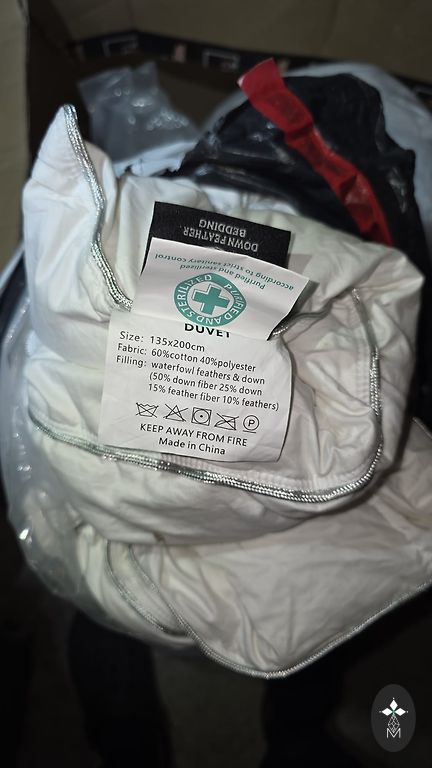 DOWN FEATHER.
BEDDING
Purified and sterilized
according to strict sanitary control
PURIFIED AND STERILIZED
DUVET
Size: 135x200cm
Fabric: 60%cotton 40%polyester
Filling: waterfowl feathers & down
(50% down fiber 25% down
15% feather fiber 10% feathers)
P
KEEP AWAY FROM FIRE
Made in China
M